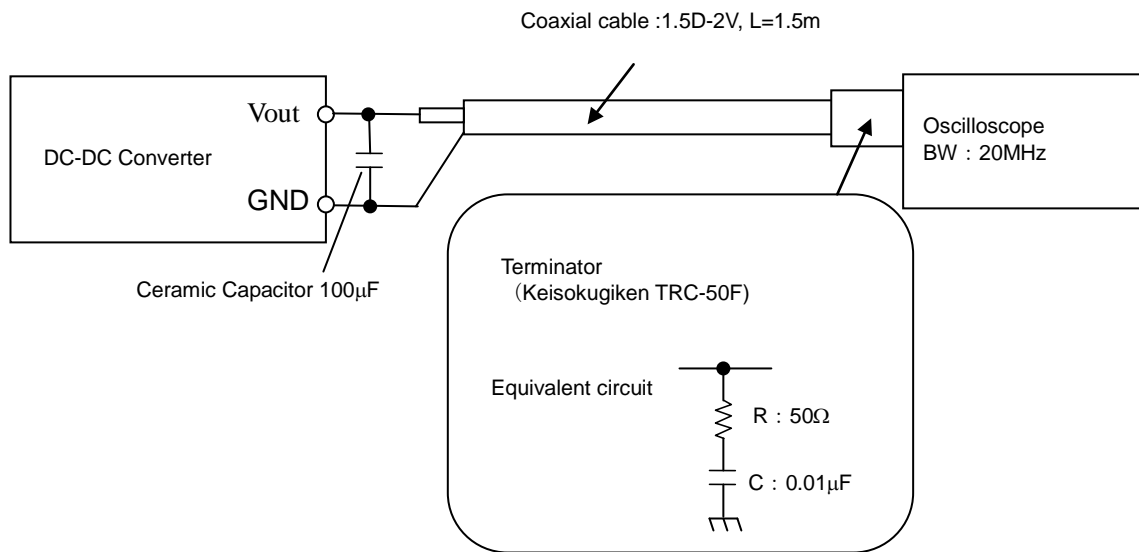 Coaxial cable :1.5D-2V, L=1.5m
Vout
DC-DC Converter
GND
Oscilloscope
BW：20MHz
Ceramic Capacitor 100μF
Terminator
（Keisokugiken TRC-50F)
Equivalent circuit
R：50Ω
C：0.01μF